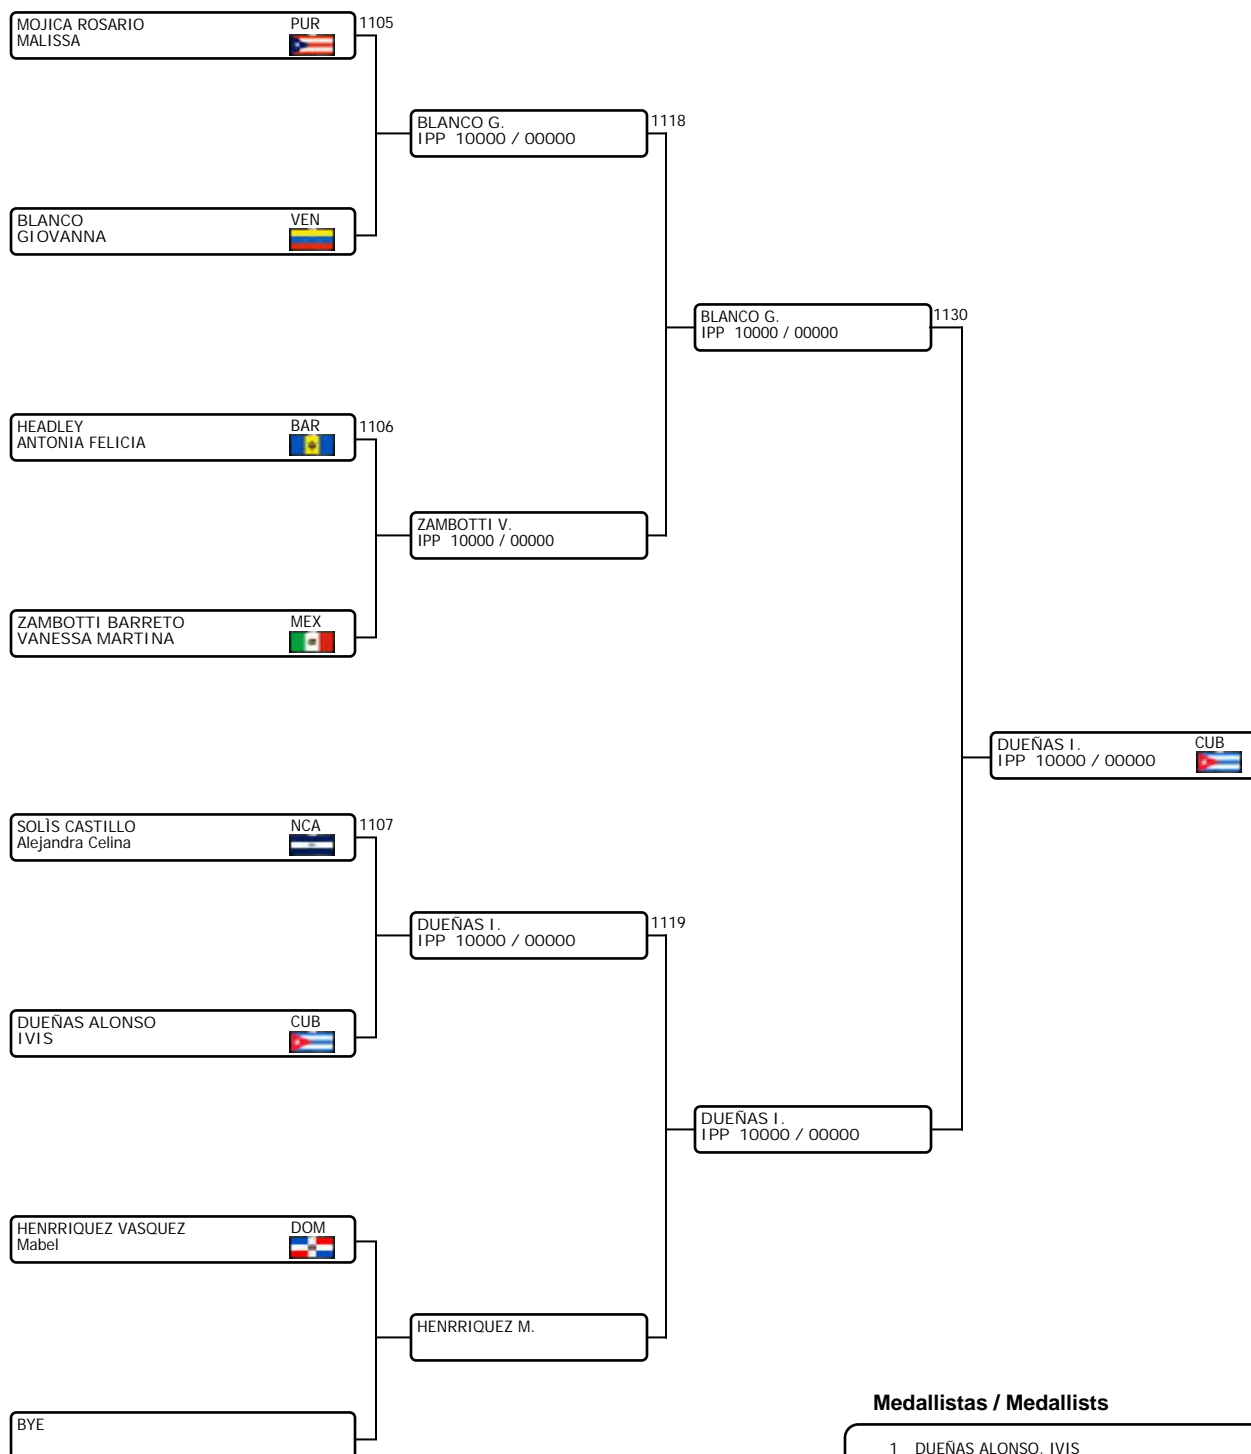 MOJICA ROSARIO PUR 1105
MALISSA
BLANCO G. 1118
IPP 10000 / 00000
BLANCO VEN
GIOVANNA
BLANCO G. 1130
IPP 10000 / 00000
HEADLEY BAR 1106
ANTONIA FELICIA
ZAMBOTTI V.
IPP 10000 / 00000
ZAMBOTTI BARRETO MEX
VANESSA MARTINA
DUEÑAS I. CUB
IPP 10000 / 00000
SOLÌS CASTILLO NCA 1107
Alejandra Celina
DUEÑAS I. 1119
IPP 10000 / 00000
DUEÑAS ALONSO CUB
IVIS
DUEÑAS I.
IPP 10000 / 00000
HENRRIQUEZ VASQUEZ DOM
Mabel
HENRRIQUEZ M.
BYE
Medallistas / Medallists
1 DUEÑAS ALONSO, IVIS